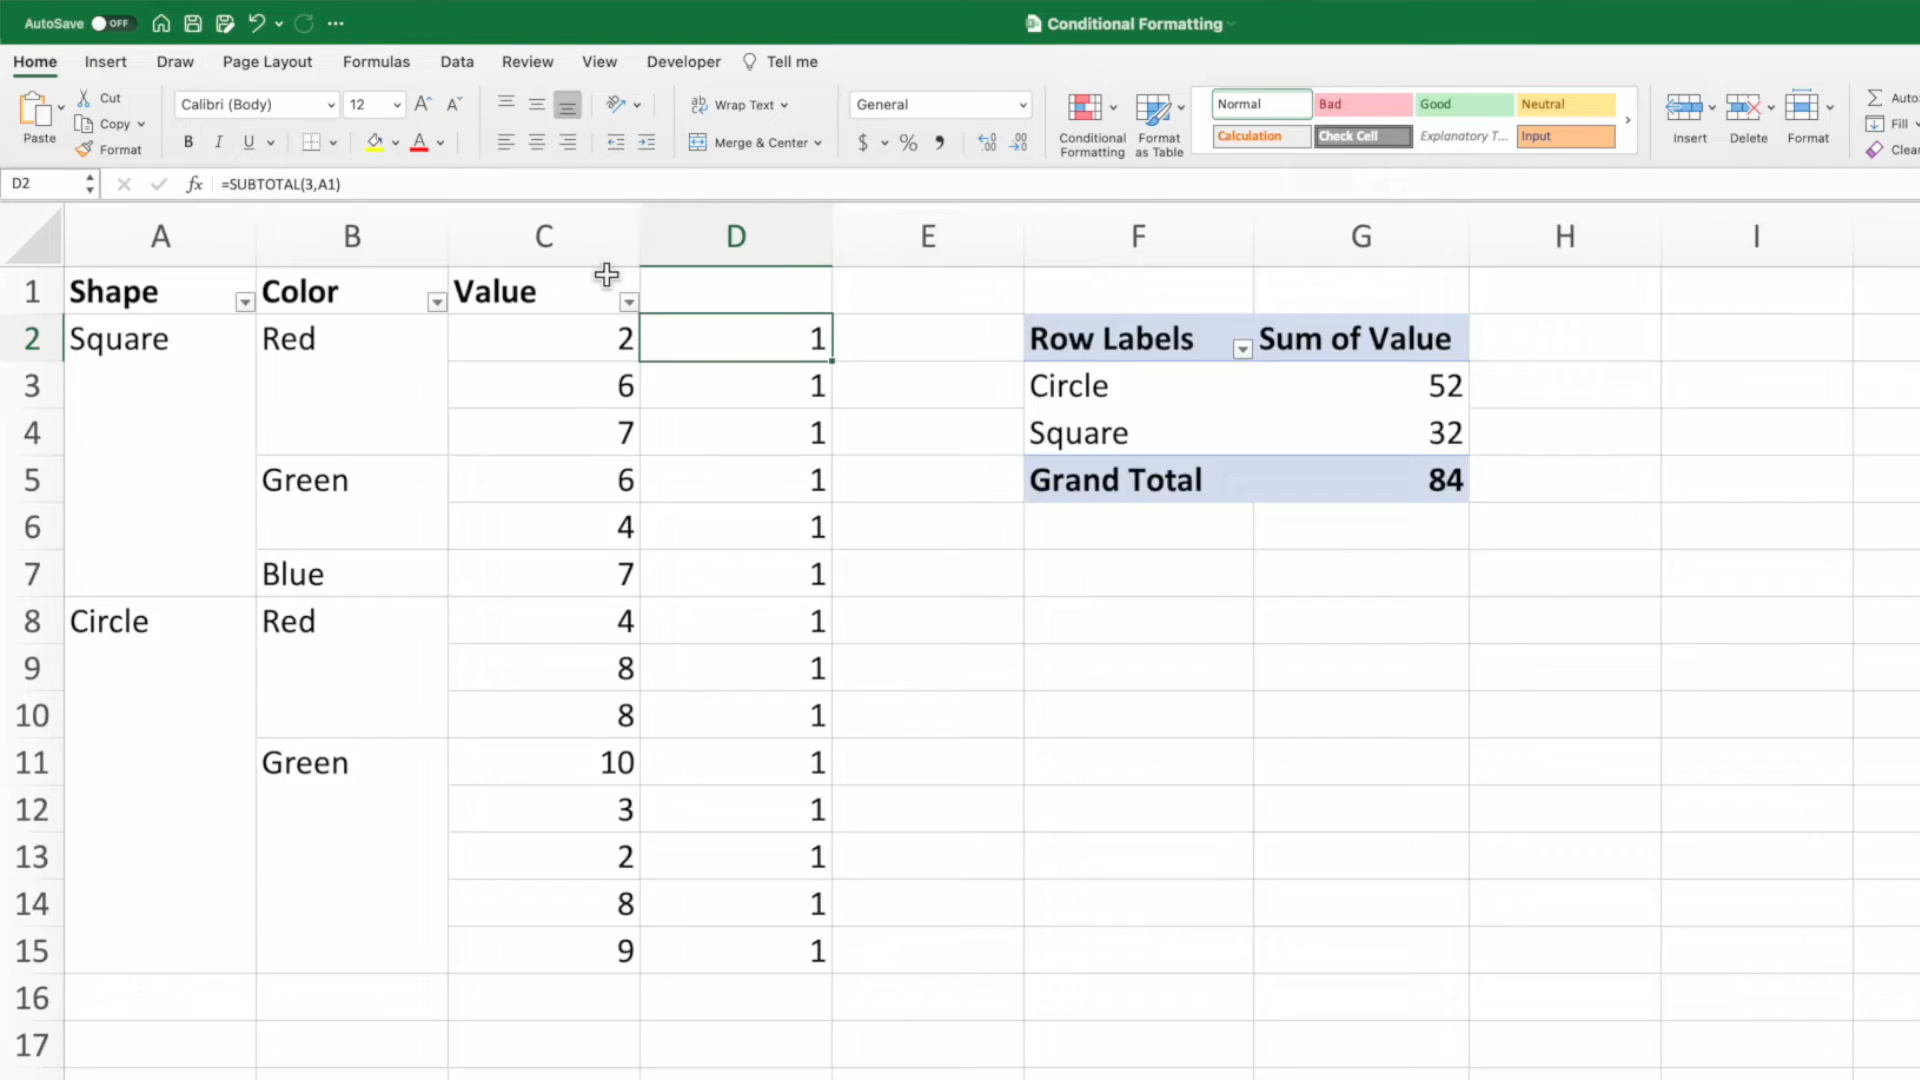 AutoSave OFF Conditional Formatting
Home Insert Draw Page Layout Formulas Data Review View Developer Tell me
Paste
Cut
Copy
Format
Calibri (Body) 12
B I U
Wrap Text
Merge & Center
General
$ %
Conditional Formatting
Format as Table
Normal Bad Good Neutral
Calculation Check Cell Explanatory T... Input
Insert Delete Format
Fill
D2 fx =SUBTOTAL(3,A1)
A B C D E F G H I
1 Shape Color Value
2 Square Red 2 1 Row Labels Sum of Value
3 6 1 Circle 52
4 7 1 Square 32
5 Green 6 1 Grand Total 84
6 4 1
7 Blue 7 1
8 Circle Red 4 1
9 8 1
10 8 1
11 Green 10 1
12 3 1
13 2 1
14 8 1
15 9 1
16
17